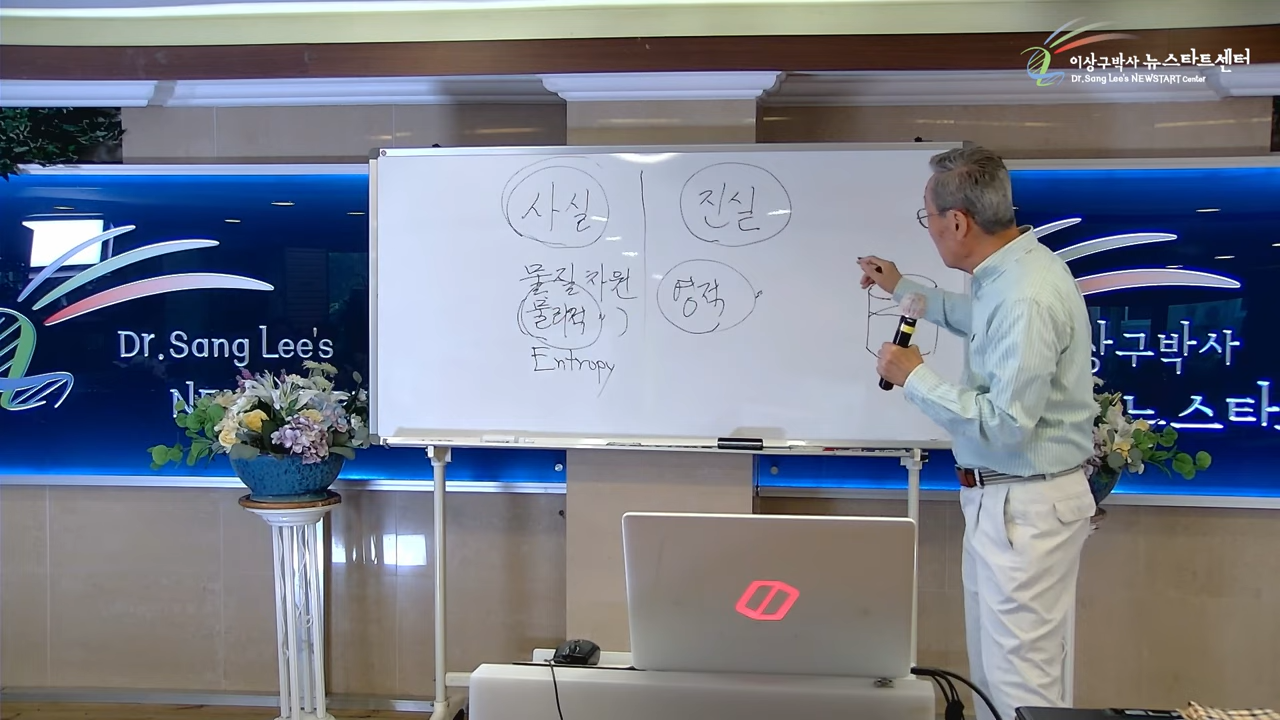 이상구박사 뉴스타트센터
Dr. Sang Lee's NEWSTART Center
사실
진실
물질 차원
영적
물리적 〃
Entropy
Dr.Sang Lee's
상구박사
뉴스타